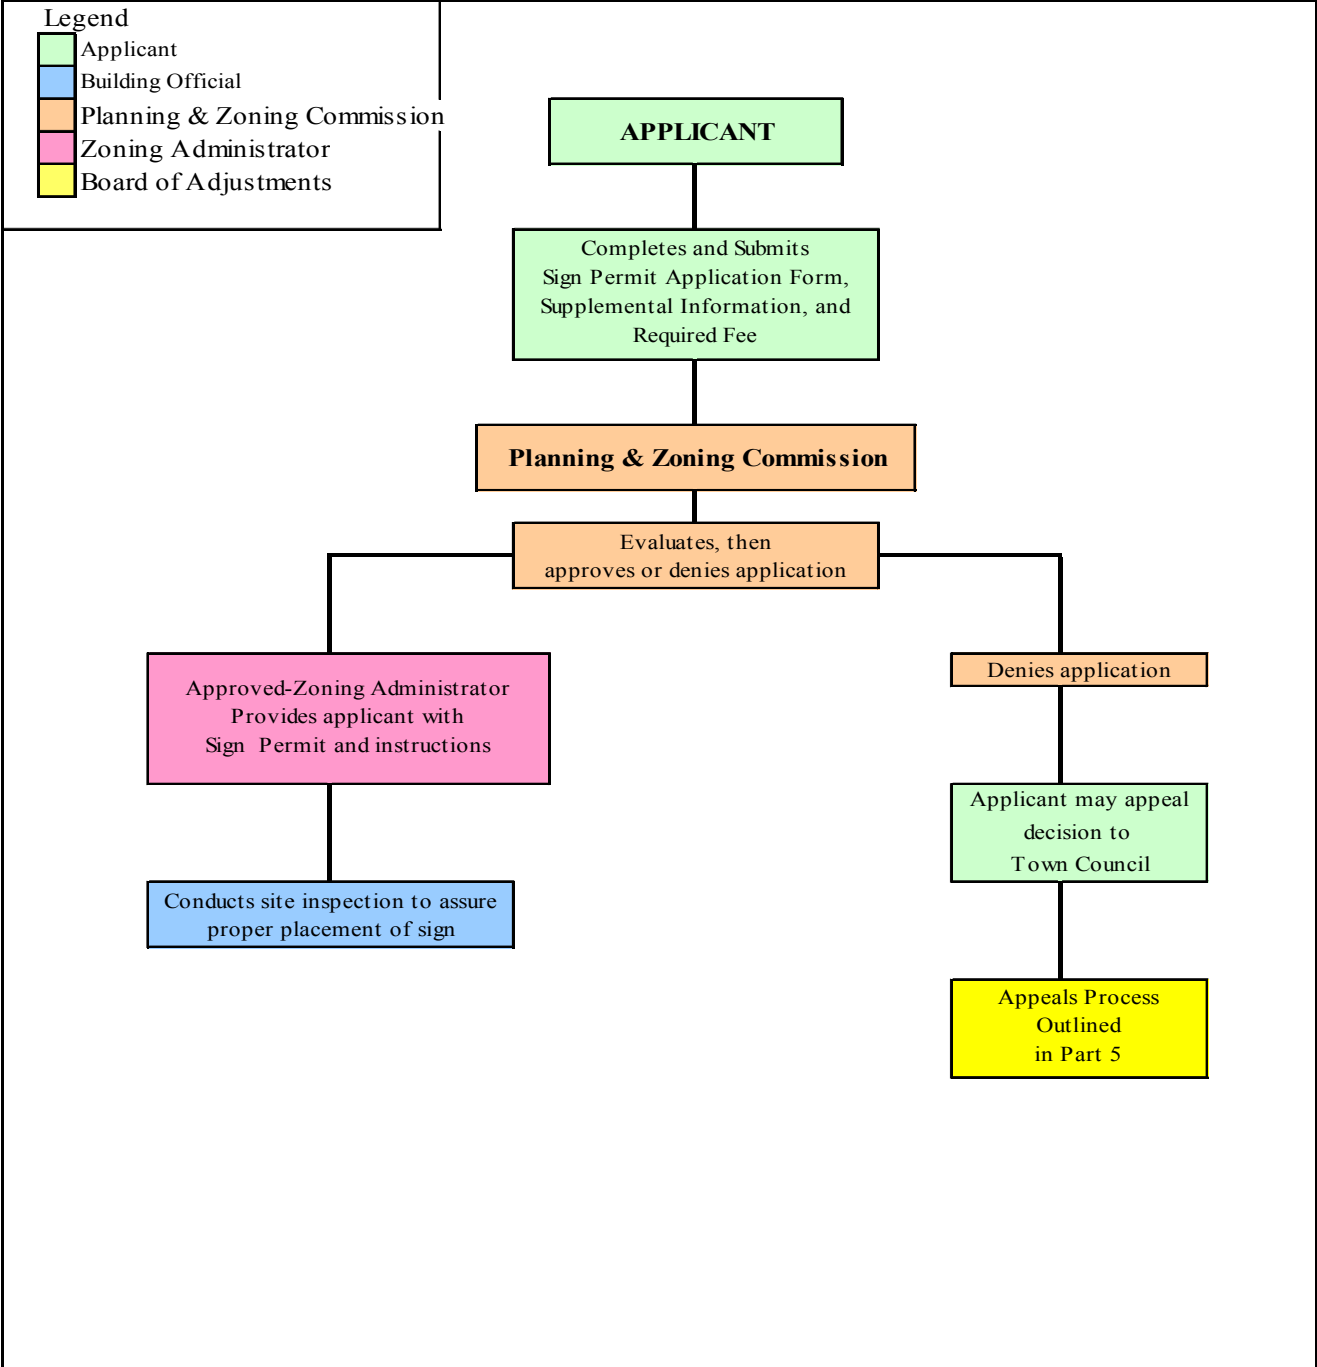 Legend
Applicant
Building Official
Planning & Zoning Commission
Zoning Administrator
Board of Adjustments
APPLICANT
Completes and Submits
Sign Permit Application Form,
Supplemental Information, and
Required Fee
Planning & Zoning Commission
Evaluates, then
approves or denies application
Approved-Zoning Administrator
Provides applicant with
Sign Permit and instructions
Conducts site inspection to assure
proper placement of sign
Denies application
Applicant may appeal
decision to
Town Council
Appeals Process
Outlined
in Part 5